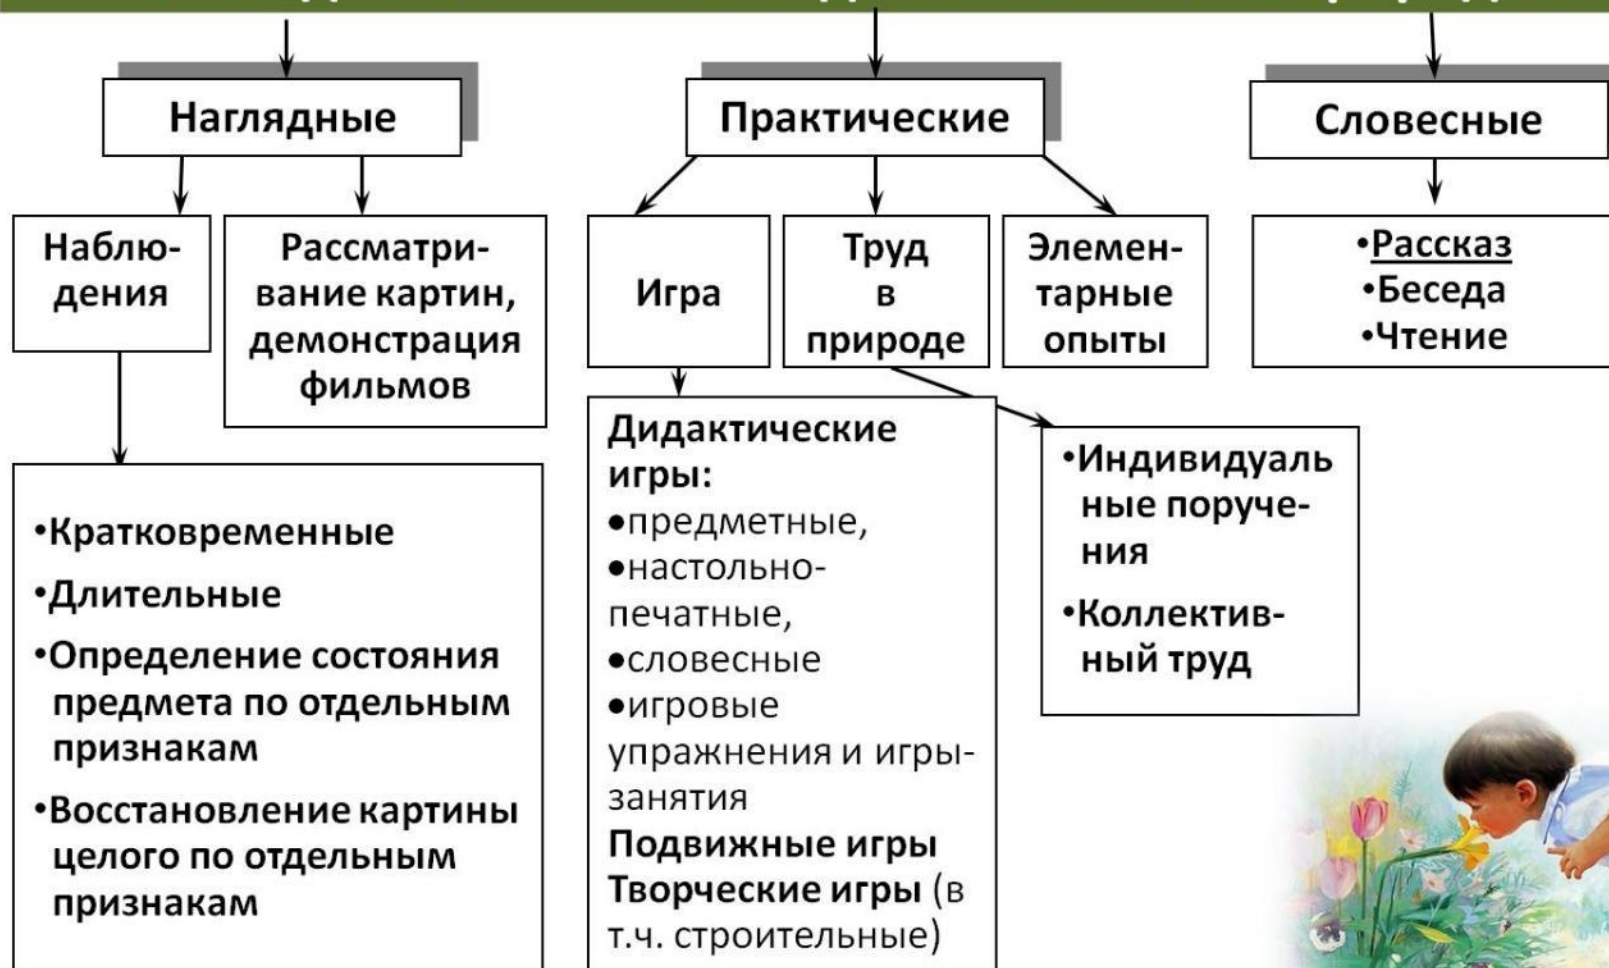 Наглядные
Практические
Словесные
Наблю-
дения
Рассматри-
вание картин,
демонстрация
фильмов
Игра
Труд
в
природе
Элемен-
тарные
опыты
•Рассказ
•Беседа
•Чтение
•Кратковременные
•Длительные
•Определение состояния
предмета по отдельным
признакам
•Восстановление картины
целого по отдельным
признакам
Дидактические
игры:
•предметные,
•настольно-
печатные,
•словесные
•игровые
упражнения и игры-
занятия
Подвижные игры
Творческие игры (в
т.ч. строительные)
•Индивидуаль
ные поруче-
ния
•Коллектив-
ный труд